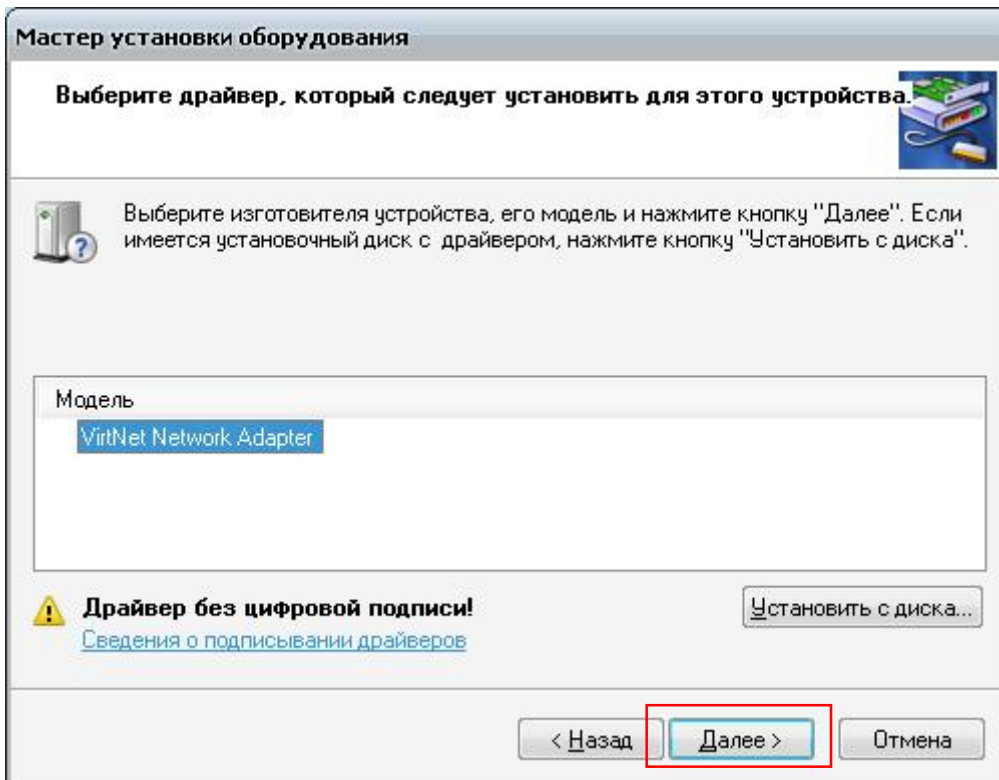 Мастер установки оборудования
Выберите драйвер, который следует установить для этого устройства.
Выберите изготовителя устройства, его модель и нажмите кнопку "Далее". Если
имеется установочный диск с драйвером, нажмите кнопку "Установить с диска".
Модель
VirtNet Network Adapter
Драйвер без цифровой подписи!
Установить с диска...
Сведения о подписывании драйверов
< Назад
Далее >
Отмена